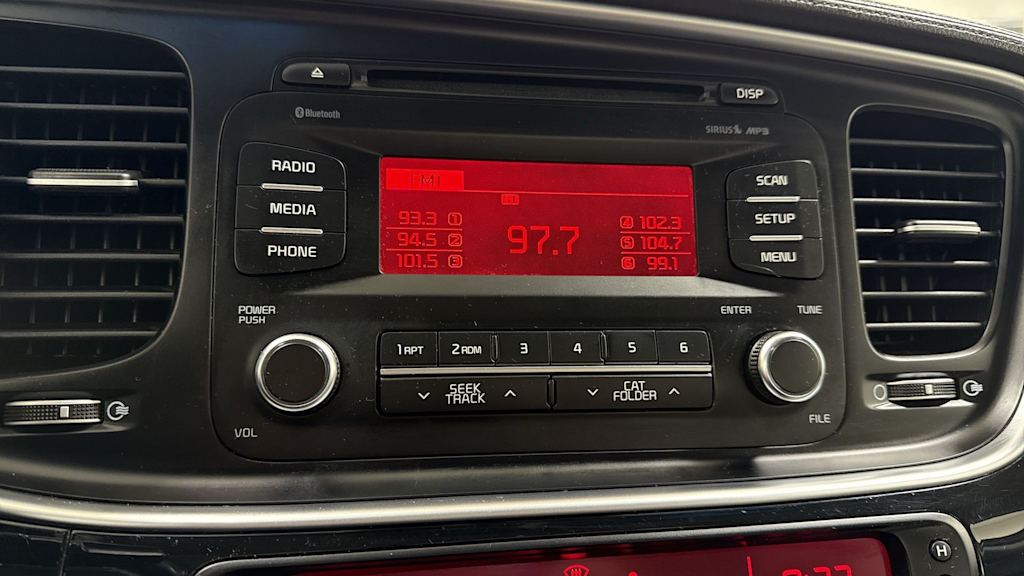 DISP
Bluetooth
SIRIUS MP3
RADIO
MEDIA
PHONE
FM1
93.3 1
94.5 2
101.5 3
97.7
4 102.3
5 104.7
6 99.1
SCAN
SETUP
MENU
POWER
PUSH
VOL
ENTER
TUNE
FILE
1 RPT
2 RDM
3
4
5
6
SEEK
TRACK
CAT
FOLDER
H